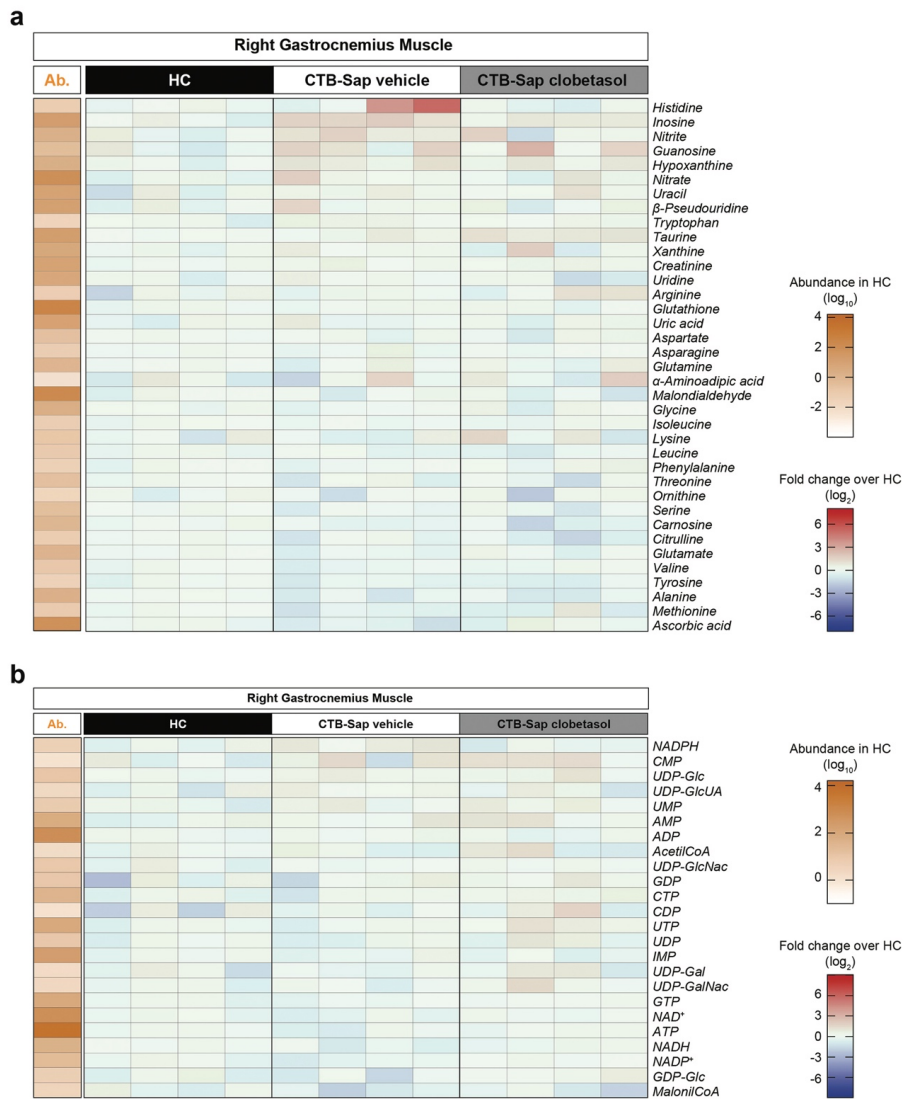 a
Right Gastrocnemius Muscle
Ab. HC CTB-Sap vehicle CTB-Sap clobetasol
Histidine
Inosine
Nitrite
Guanosine
Hypoxanthine
Nitrate
Uracil
β-Pseudouridine
Tryptophan
Taurine
Xanthine
Creatinine
Uridine
Arginine
Glutathione
Uric acid
Aspartate
Asparagine
Glutamine
α-Aminoadipic acid
Malondialdehyde
Glycine
Isoleucine
Lysine
Leucine
Phenylalanine
Threonine
Ornithine
Serine
Carnosine
Citrulline
Glutamate
Valine
Tyrosine
Alanine
Methionine
Ascorbic acid
Abundance in HC
(log10)
4
2
0
-2
Fold change over HC
(log2)
6
3
0
-3
-6
b
Right Gastrocnemius Muscle
Ab. HC CTB-Sap vehicle CTB-Sap clobetasol
NADPH
CMP
UDP-Glc
UDP-GlcUA
UMP
AMP
ADP
AcetilCoA
UDP-GlcNac
GDP
CTP
CDP
UTP
UDP
IMP
UDP-Gal
UDP-GalNac
GTP
NAD+
ATP
NADH
NADP+
GDP-Glc
MalonilCoA
Abundance in HC
(log10)
4
2
0
Fold change over HC
(log2)
6
3
0
-3
-6